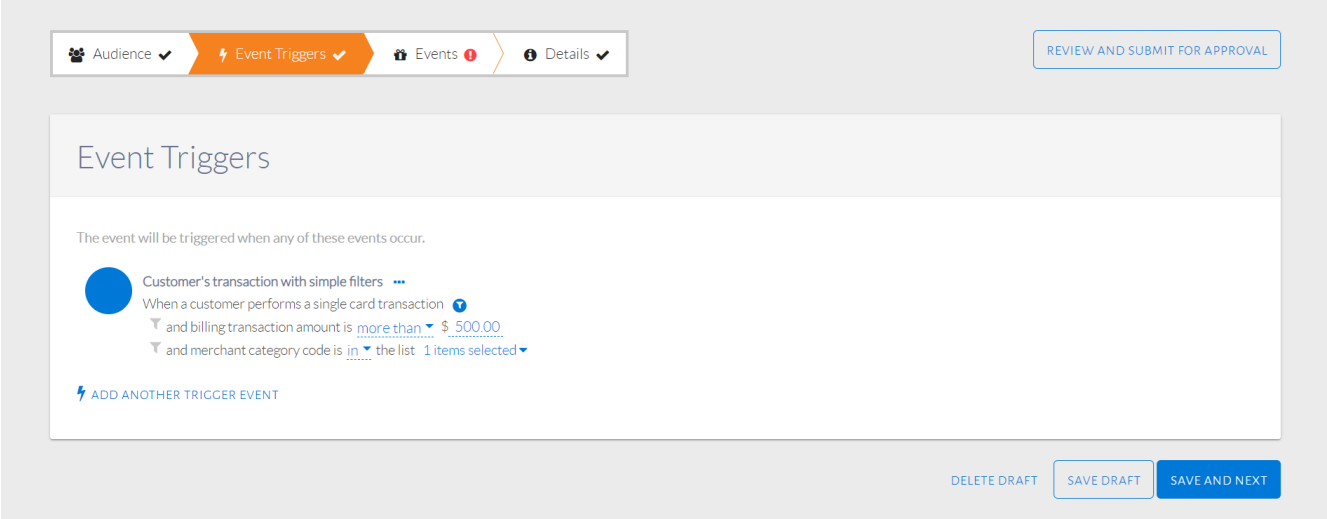 Audience Event Triggers Events Details
REVIEW AND SUBMIT FOR APPROVAL
Event Triggers
The event will be triggered when any of these events occur.
Customer's transaction with simple filters ...
When a customer performs a single card transaction
and billing transaction amount is more than $ 500.00
and merchant category code is in the list 1 items selected
ADD ANOTHER TRIGGER EVENT
DELETE DRAFT SAVE DRAFT SAVE AND NEXT